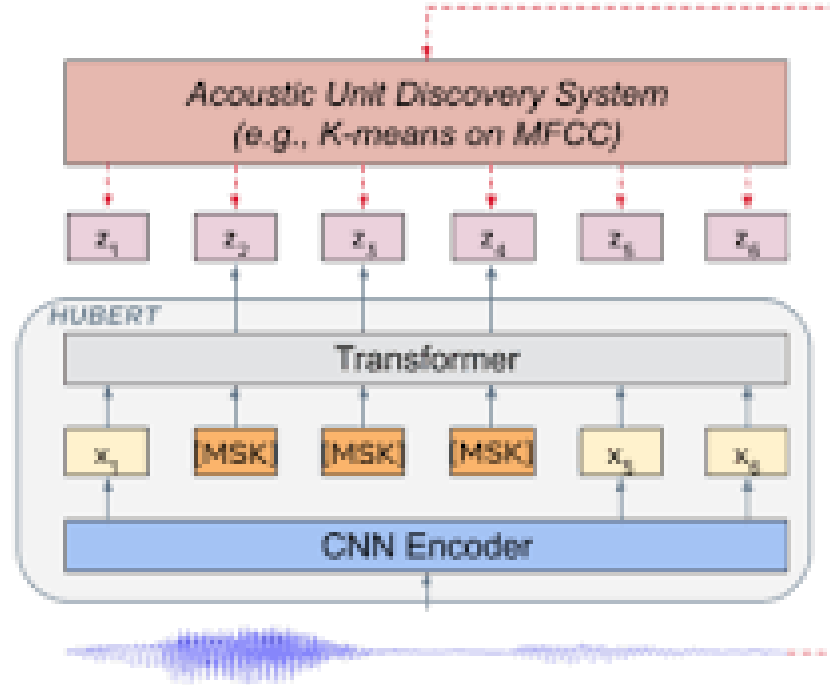 Acoustic Unit Discovery System
(e.g., K-means on MFCC)
z₁ z₂ z₃ z₄ z₅ z₆
HUBERT
Transformer
x₁ [MSK] [MSK] [MSK] x₅ x₆
CNN Encoder